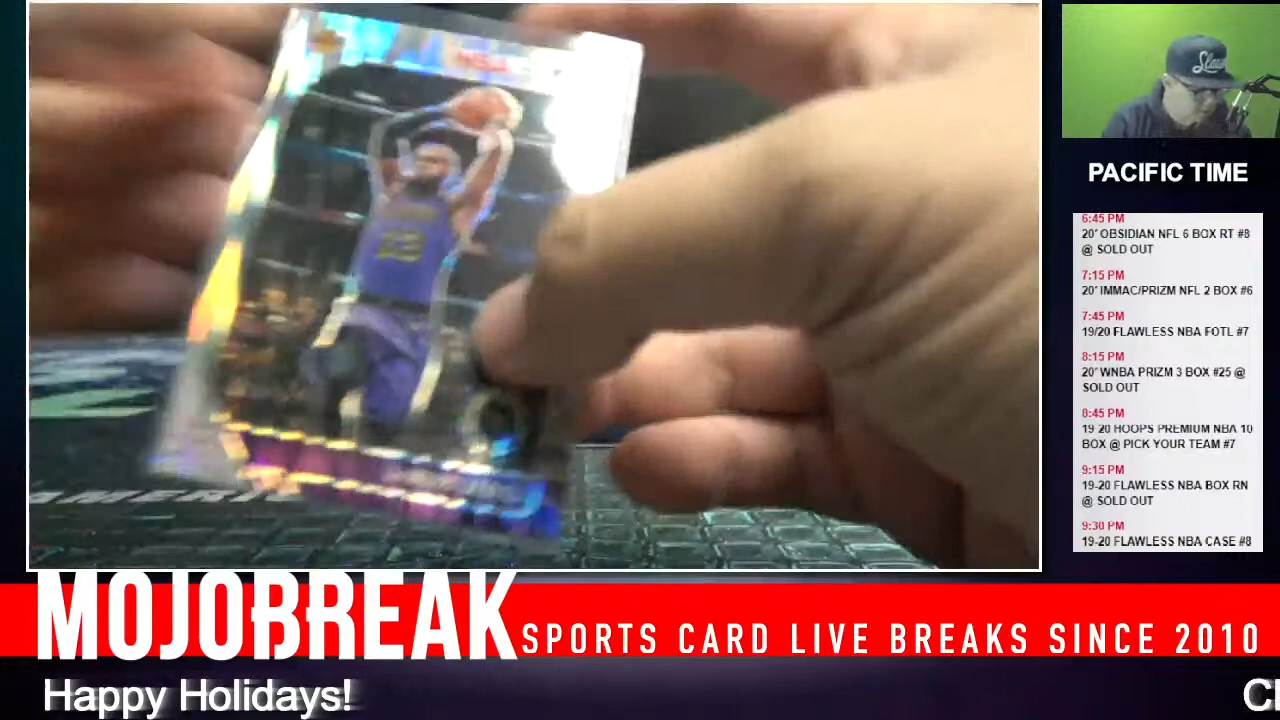 23
AMERI
Slaw
PACIFIC TIME
6:45 PM
20' OBSIDIAN NFL 6 BOX RT #8
@ SOLD OUT
7:15 PM
20' IMMAC/PRIZM NFL 2 BOX #6
7:45 PM
19/20 FLAWLESS NBA FOTL #7
8:15 PM
20' WNBA PRIZM 3 BOX #25 @
SOLD OUT
8:45 PM
19-20 HOOPS PREMIUM NBA 10
BOX @ PICK YOUR TEAM #7
9:15 PM
19-20 FLAWLESS NBA BOX RN
@ SOLD OUT
9:30 PM
19-20 FLAWLESS NBA CASE #8
MOJOBREAK
SPORTS CARD LIVE BREAKS SINCE 2010
Happy Holidays!